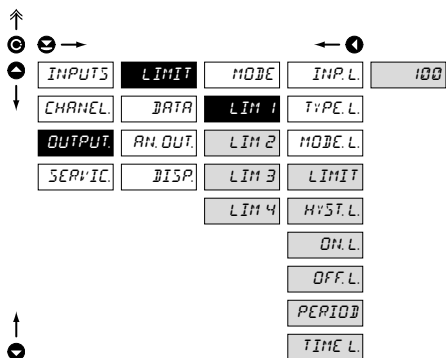 INPUTS LIMIT MODE INP. L. 100
CHANEL. DATA LIM 1 TYPE. L.
OUTPUT. AN. OUT. LIM 2 MODE. L.
SERVIC. DISP. LIM 3 LIMIT
LIM 4 HYST. L.
ON. L.
OFF. L.
PERIOD
TIME L.